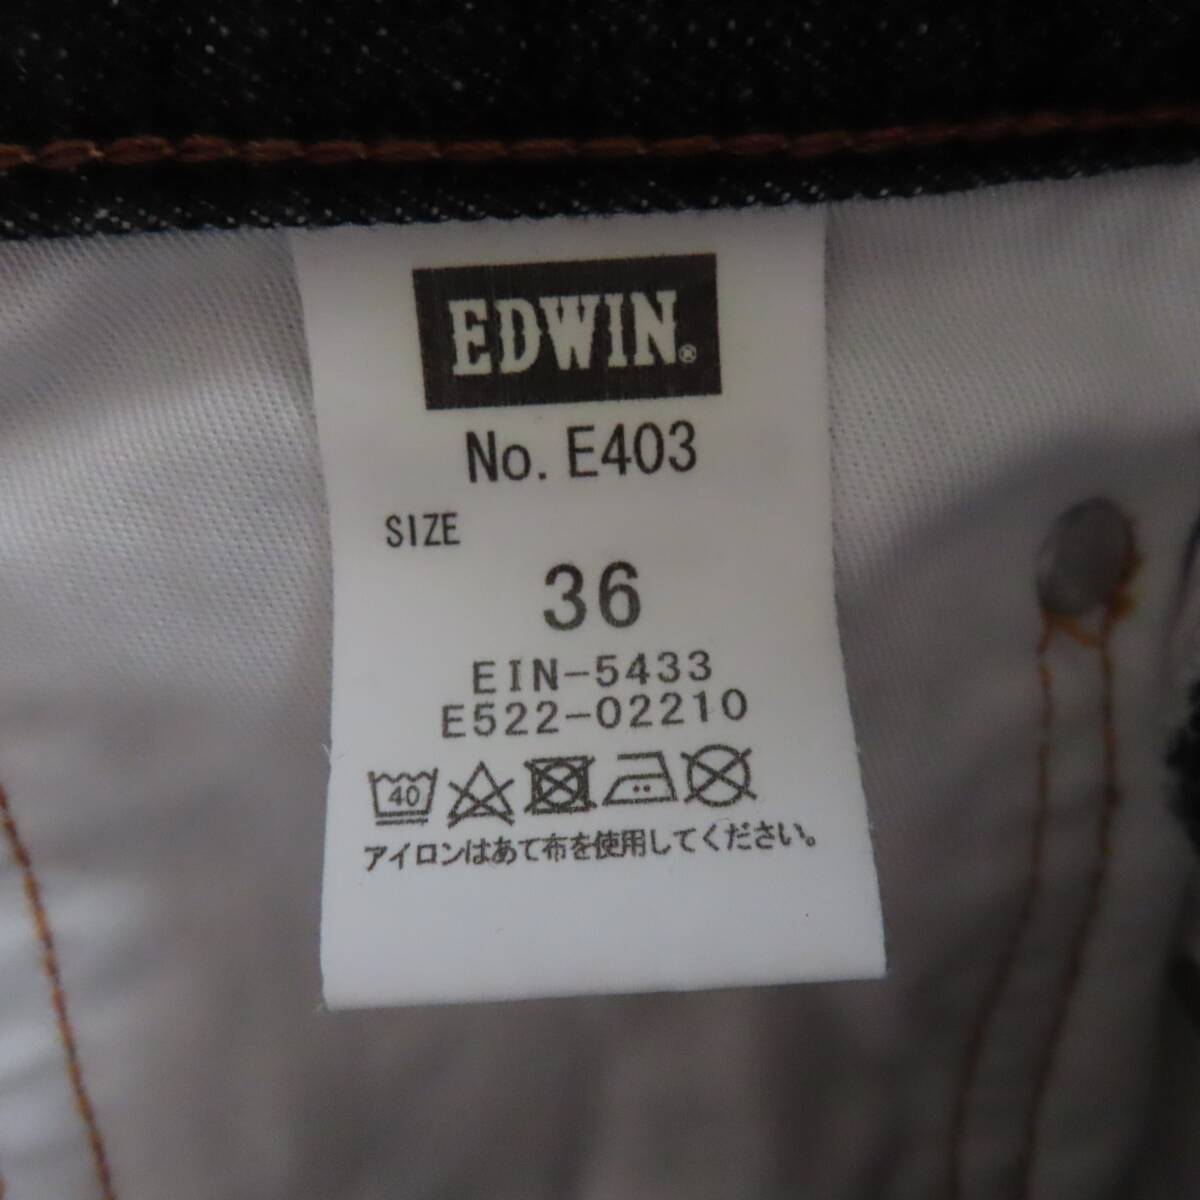 EDWIN®
No. E403
SIZE
36
EIN-5433
E522-02210
40
アイロンはあて布を使用してください。